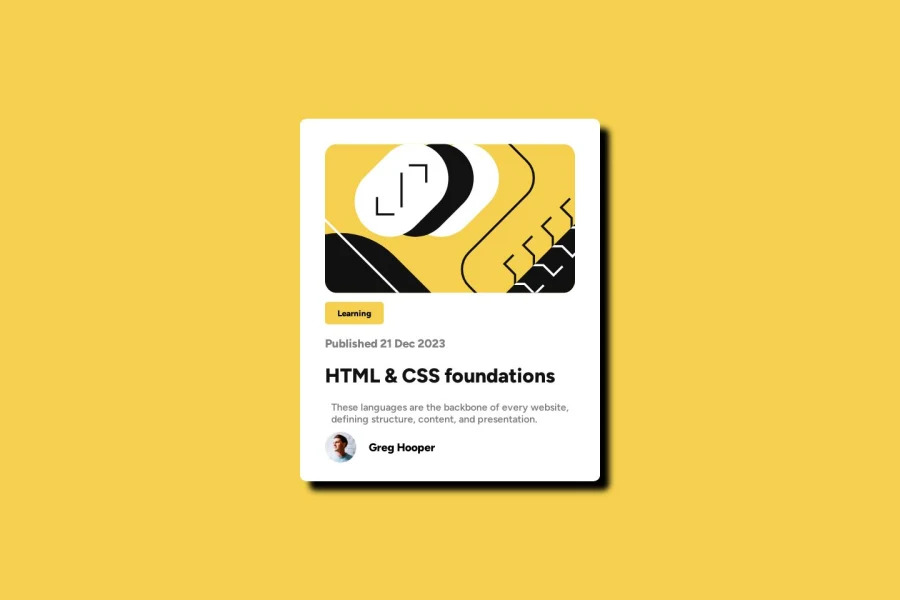 Learning
Published 21 Dec 2023
HTML & CSS foundations
These languages are the backbone of every website,
defining structure, content, and presentation.
Greg Hooper